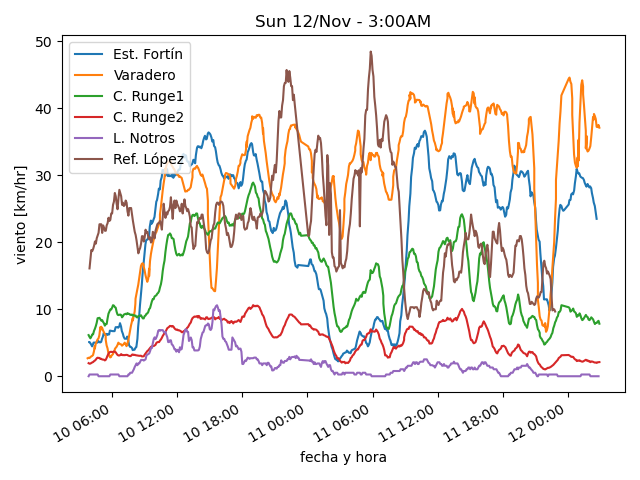 Sun 12/Nov - 3:00AM
Est. Fortín
Varadero
C. Runge1
C. Runge2
L. Notros
Ref. López
viento [km/hr]
50
40
30
20
10
0
10 06:00
10 12:00
10 18:00
11 00:00
11 06:00
11 12:00
11 18:00
12 00:00
fecha y hora